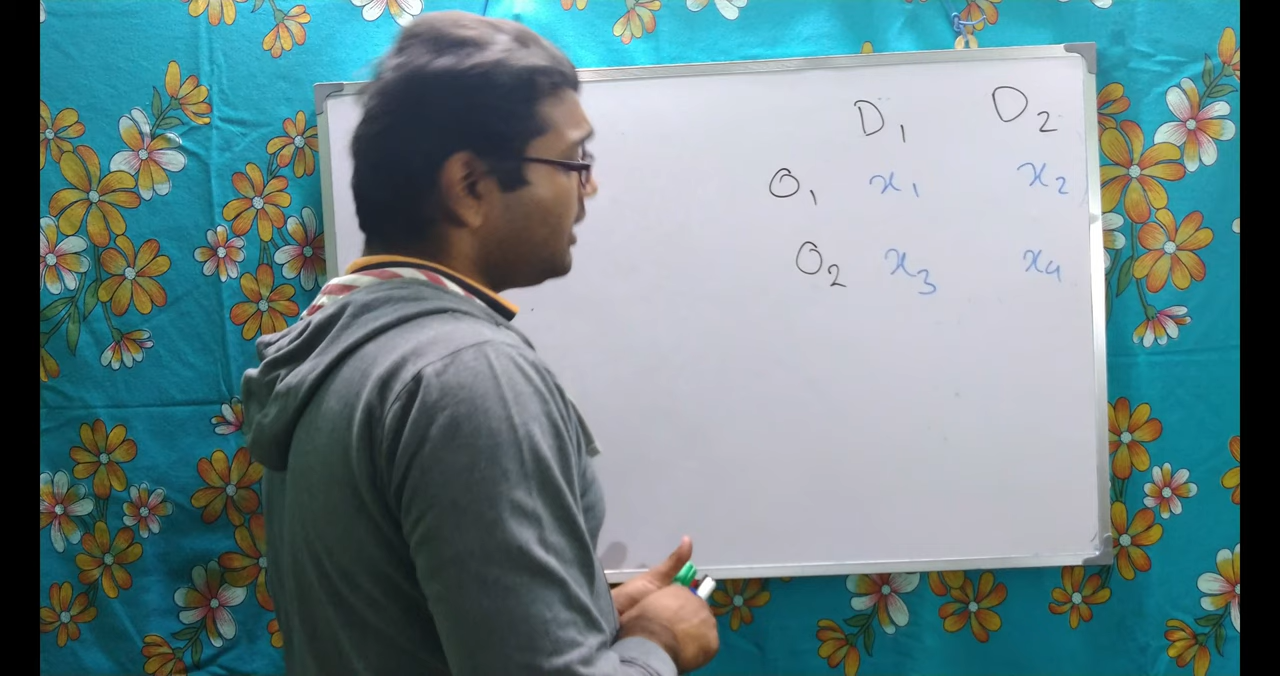 D₁ D₂
O₁ x₁ x₂
O₂ x₃ x₄